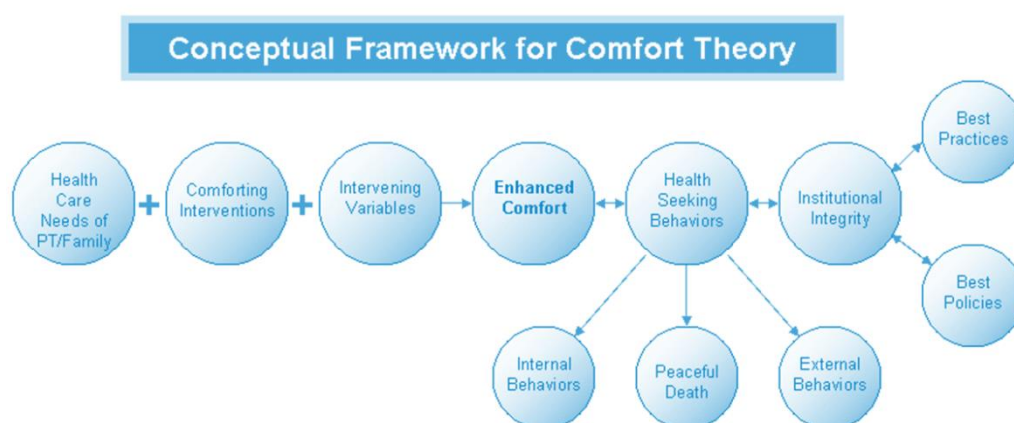 Conceptual Framework for Comfort Theory
Health
Care
Needs of
PT/Family
+
Comforting
Interventions
+
Intervening
Variables
Enhanced
Comfort
Health
Seeking
Behaviors
Institutional
Integrity
Best
Practices
Best
Policies
Internal
Behaviors
Peaceful
Death
External
Behaviors